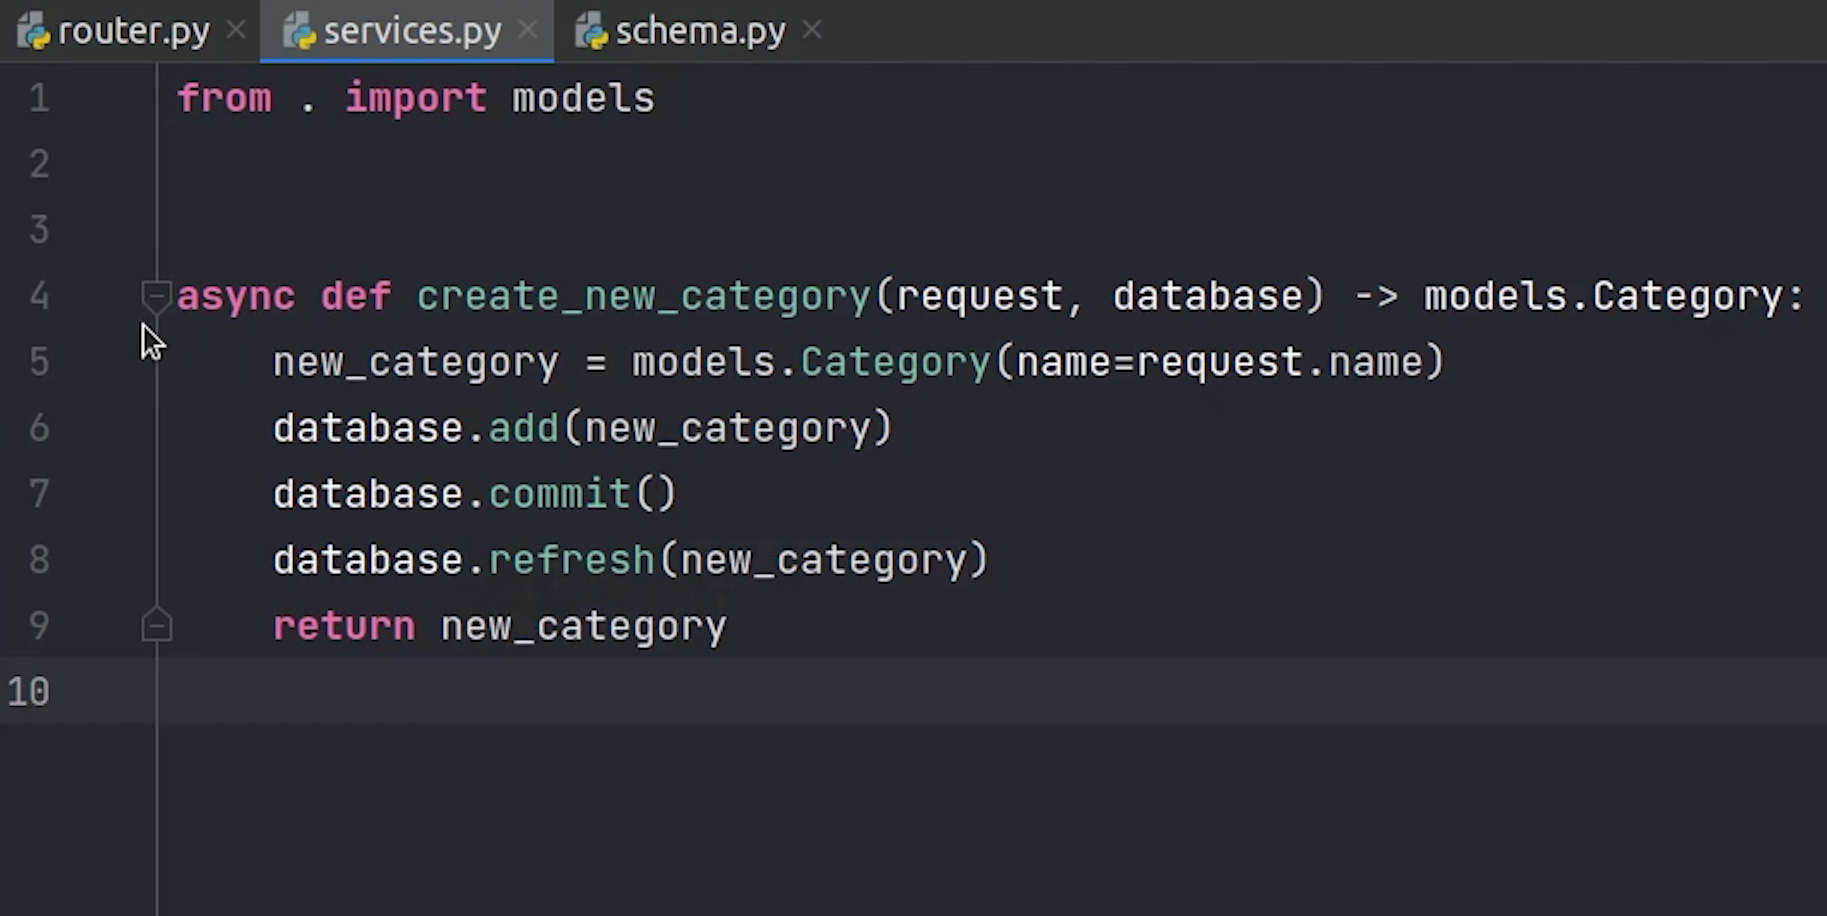 router.py services.py schema.py
1 from . import models
2
3
4 async def create_new_category(request, database) -> models.Category:
5     new_category = models.Category(name=request.name)
6     database.add(new_category)
7     database.commit()
8     database.refresh(new_category)
9     return new_category
10